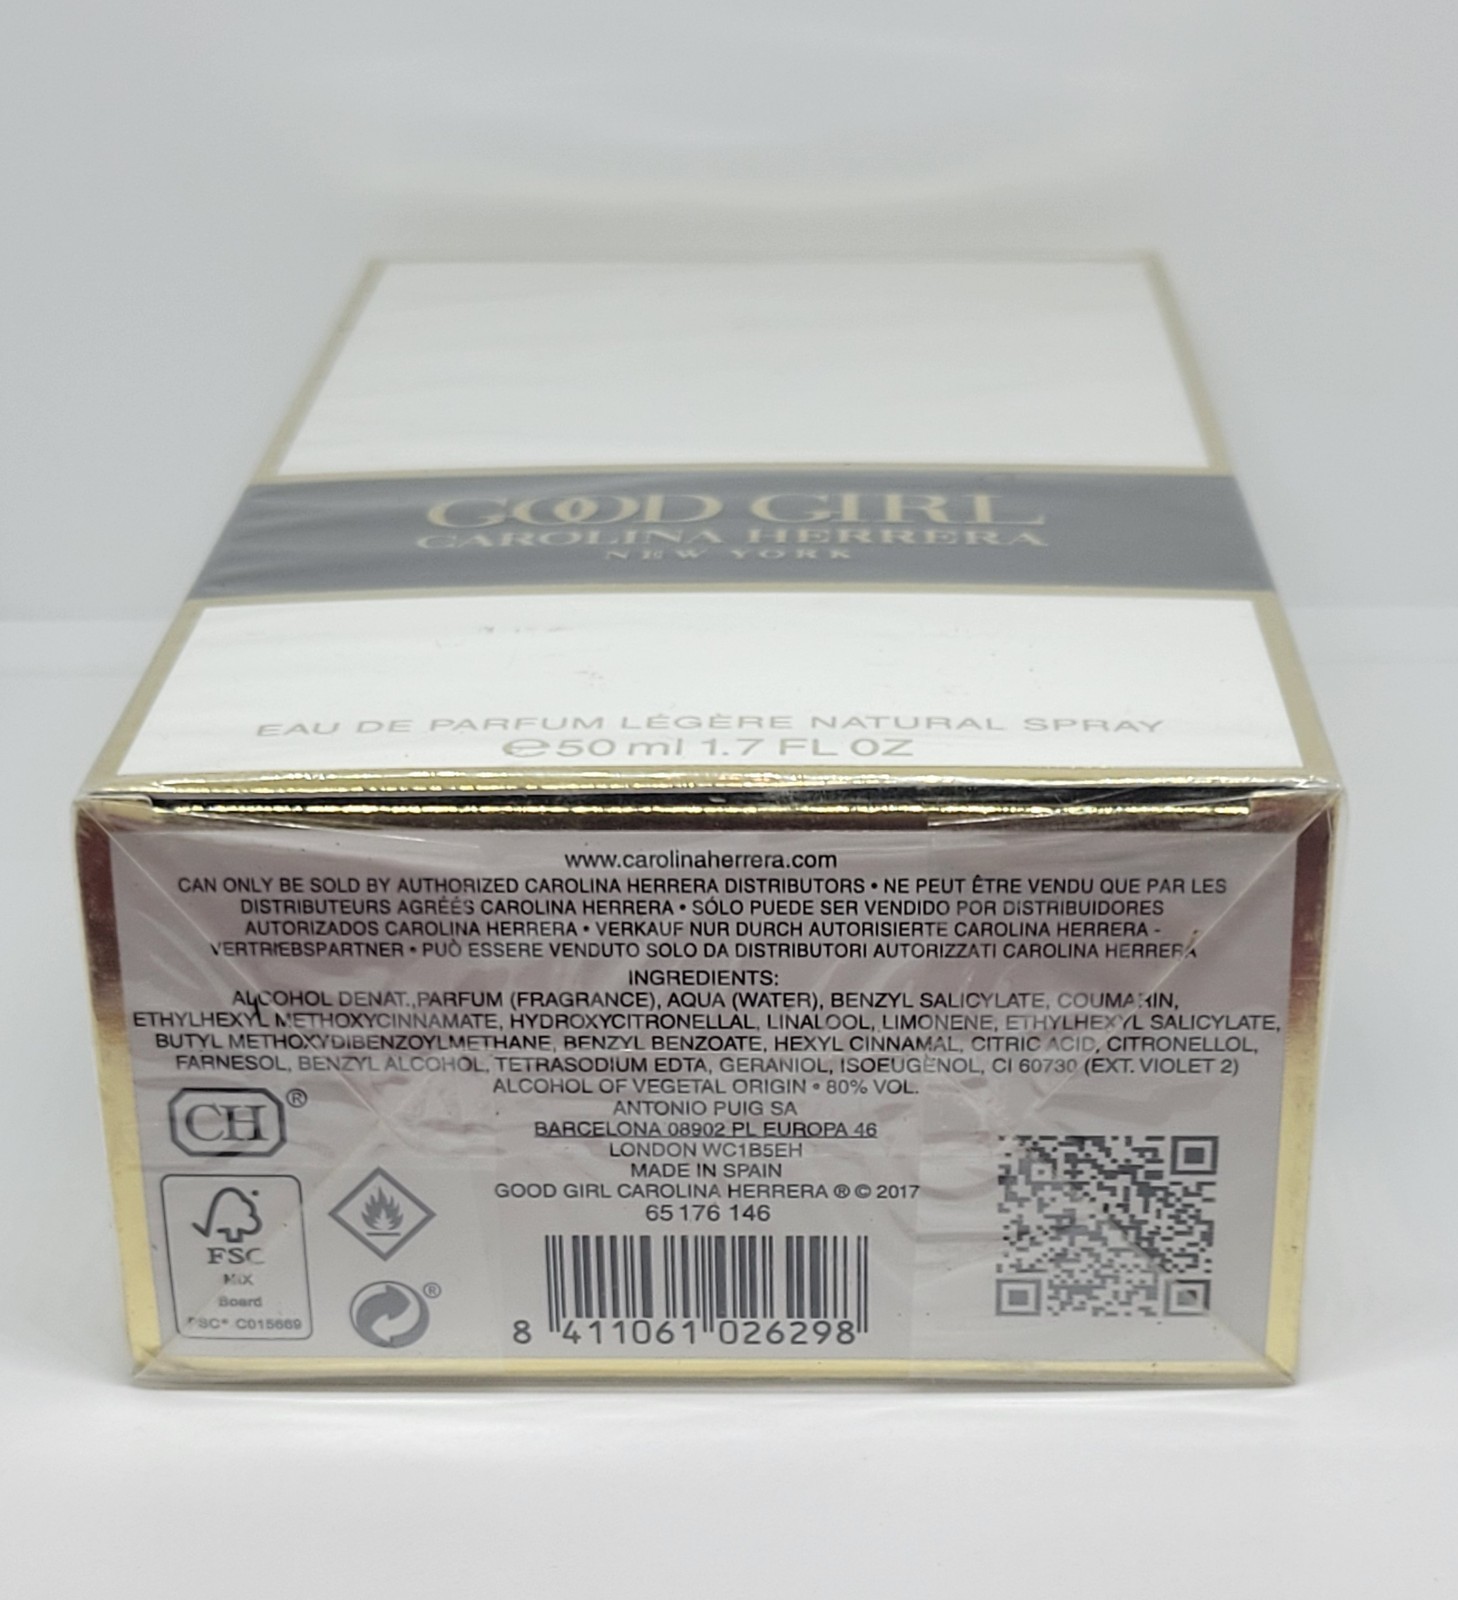 GOOD GIRL
CAROLINA HERRERA
NEW YORK
EAU DE PARFUM LÉGÈRE NATURAL SPRAY
℮50 ml 1.7 FL OZ
www.carolinaherrera.com
CAN ONLY BE SOLD BY AUTHORIZED CAROLINA HERRERA DISTRIBUTORS • NE PEUT ÊTRE VENDU QUE PAR LES
DISTRIBUTEURS AGRÉÉS CAROLINA HERRERA • SÓLO PUEDE SER VENDIDO POR DISTRIBUIDORES
AUTORIZADOS CAROLINA HERRERA • VERKAUF NUR DURCH AUTORISIERTE CAROLINA HERRERA -
VERTRIEBSPARTNER • PUÒ ESSERE VENDUTO SOLO DA DISTRIBUTORI AUTORIZZATI CAROLINA HERRERA
INGREDIENTS:
ALCOHOL DENAT.,PARFUM (FRAGRANCE), AQUA (WATER), BENZYL SALICYLATE, COUMARIN,
ETHYLHEXYL METHOXYCINNAMATE, HYDROXYCITRONELLAL, LINALOOL, LIMONENE, ETHYLHEXYL SALICYLATE,
BUTYL METHOXYDIBENZOYLMETHANE, BENZYL BENZOATE, HEXYL CINNAMAL, CITRIC ACID, CITRONELLOL,
FARNESOL, BENZYL ALCOHOL, TETRASODIUM EDTA, GERANIOL, ISOEUGENOL, CI 60730 (EXT. VIOLET 2)
ALCOHOL OF VEGETAL ORIGIN • 80% VOL.
ANTONIO PUIG SA
BARCELONA 08902 PL EUROPA 46
LONDON WC1B5EH
MADE IN SPAIN
GOOD GIRL CAROLINA HERRERA ® © 2017
65 176 146
CH ®
FSC
MIX
Board
FSC® C015669
®
8 411061 026298